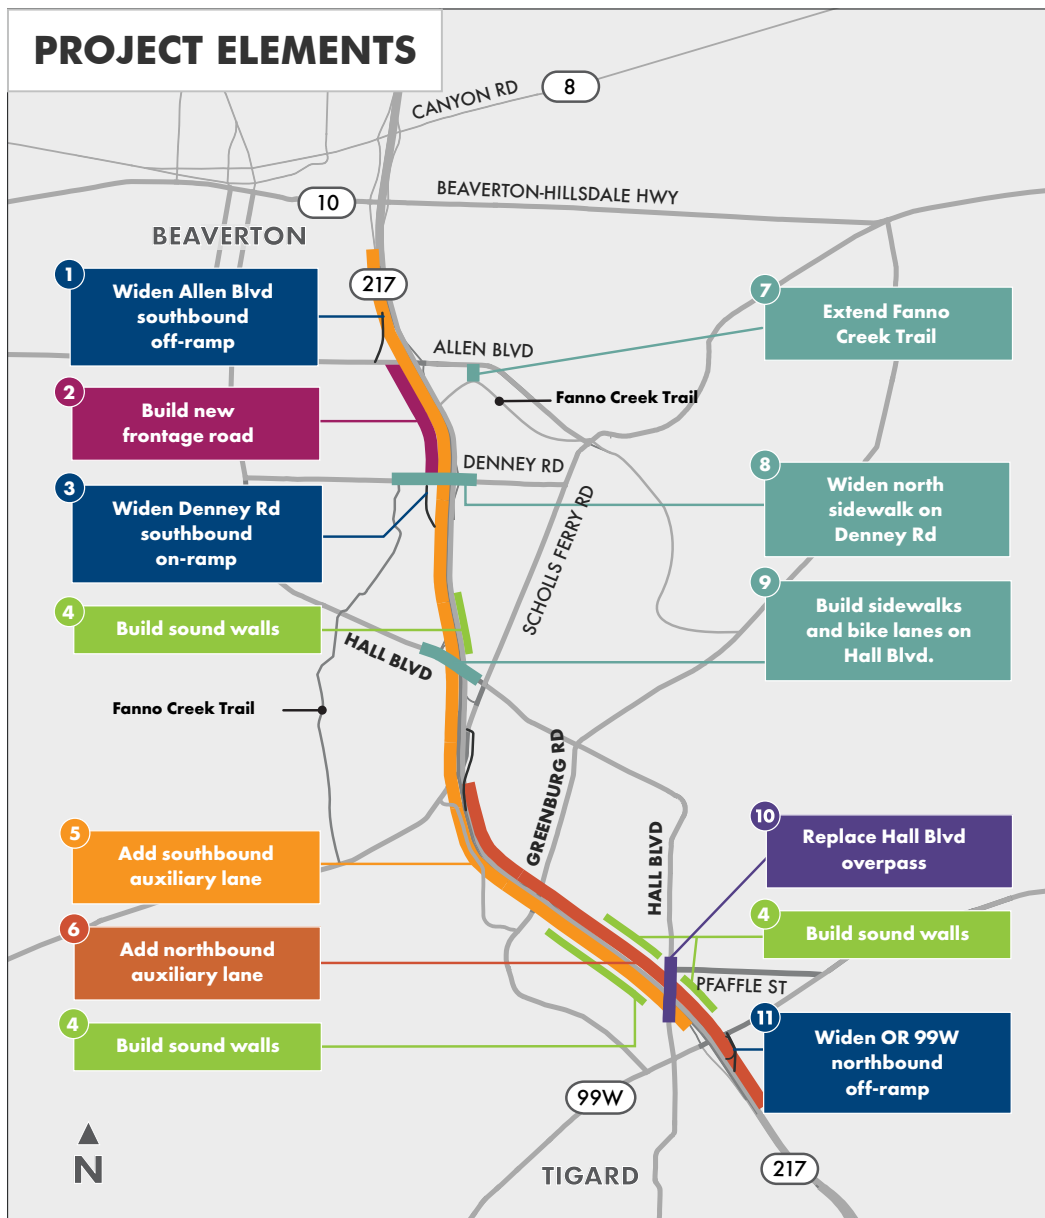 PROJECT ELEMENTS
CANYON RD
8
BEAVERTON-HILLSDALE HWY
10
BEAVERTON
217
1
Widen Allen Blvd
southbound
off-ramp
7
Extend Fanno
Creek Trail
ALLEN BLVD
Fanno Creek Trail
2
Build new
frontage road
DENNEY RD
8
Widen north
sidewalk on
Denney Rd
3
Widen Denney Rd
southbound
on-ramp
SCHOLLS FERRY RD
9
Build sidewalks
and bike lanes on
Hall Blvd.
4
Build sound walls
HALL BLVD
Fanno Creek Trail
GREENBURG RD
5
Add southbound
auxiliary lane
HALL BLVD
10
Replace Hall Blvd
overpass
4
Build sound walls
6
Add northbound
auxiliary lane
PFAFFLE ST
4
Build sound walls
11
Widen OR 99W
northbound
off-ramp
99W
N
TIGARD
217